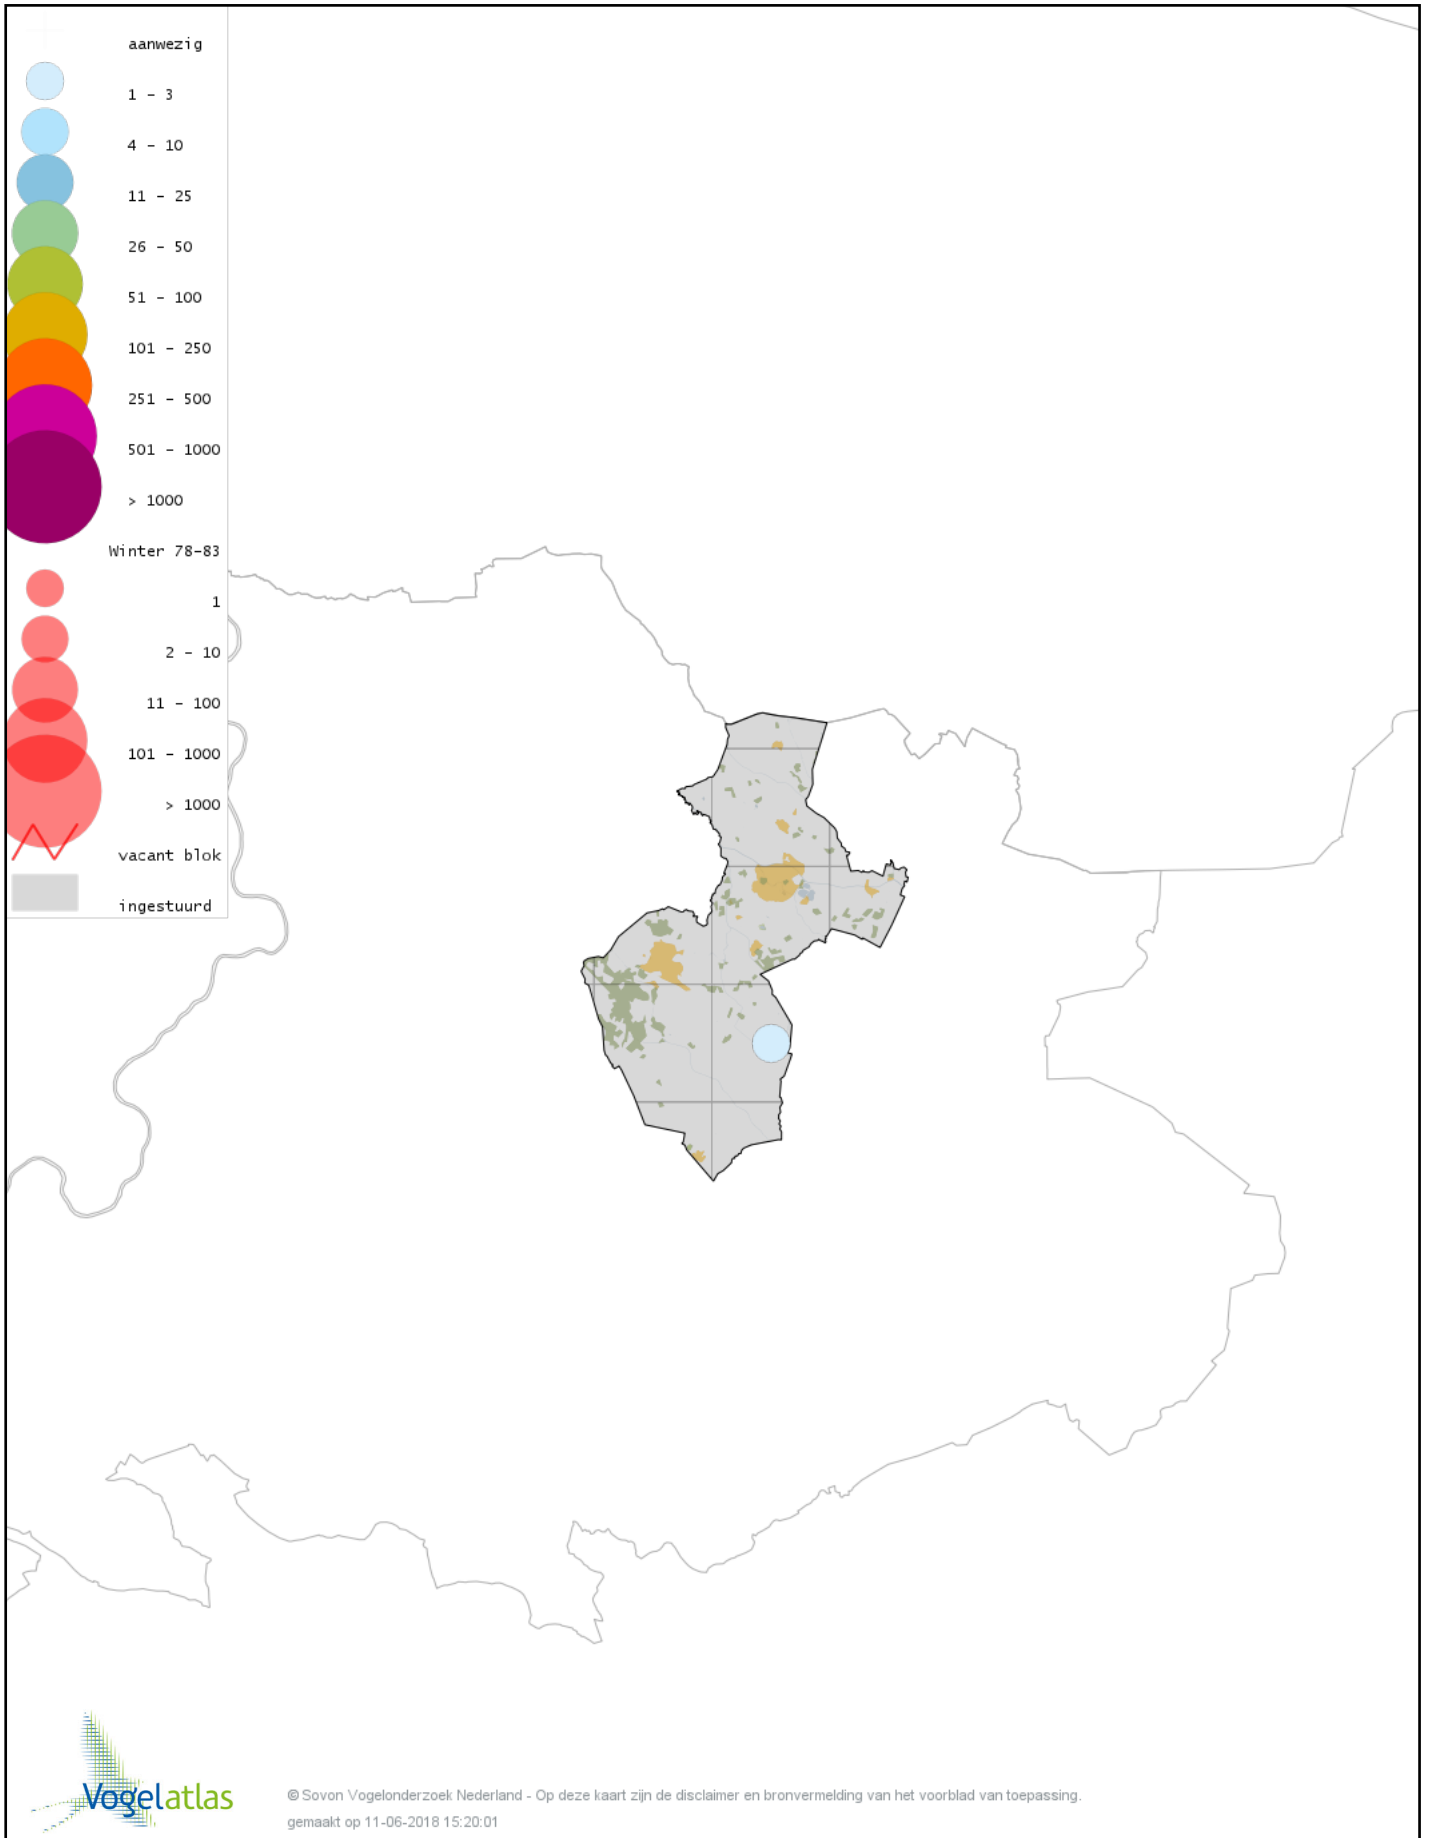 aanwezig
1 - 3
4 - 10
11 - 25
26 - 50
51 - 100
101 - 250
251 - 500
501 - 1000
> 1000
Winter 78-83
1
2 - 10
11 - 100
101 - 1000
> 1000
vacant blok
ingestuurd
Vogelatlas
© Sovon Vogelonderzoek Nederland - Op deze kaart zijn de disclaimer en bronvermelding van het voorblad van toepassing.
gemaakt op 11-06-2018 15:20:01